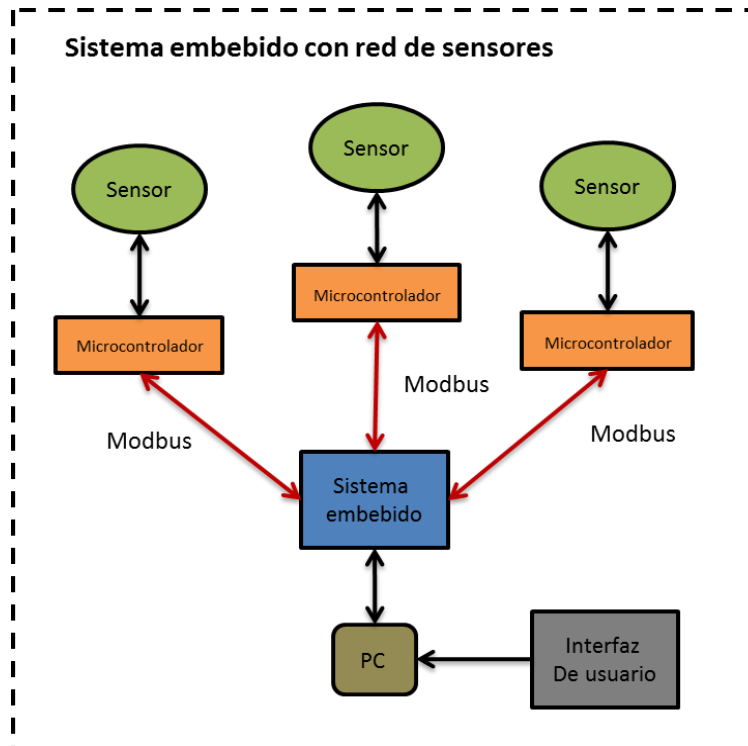 Sistema embebido con red de sensores
Sensor
Sensor
Sensor
Microcontrolador
Microcontrolador
Microcontrolador
Modbus
Modbus
Modbus
Sistema
embebido
PC
Interfaz
De usuario